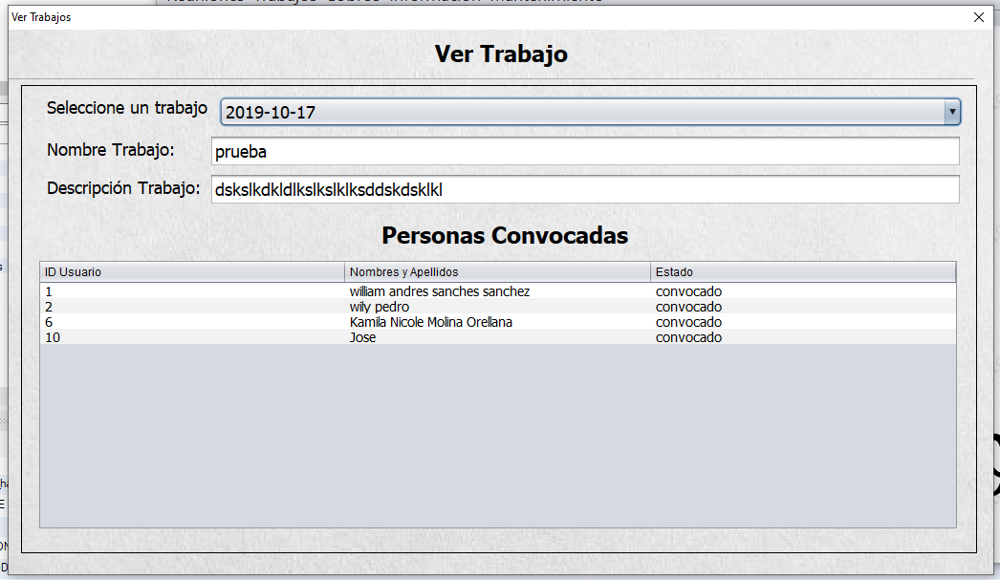 Ver Trabajos
Ver Trabajo
Seleccione un trabajo 2019-10-17
Nombre Trabajo: prueba
Descripción Trabajo: dskslkdkldlkslkslklksddskdsklkl
Personas Convocadas
ID Usuario Nombres y Apellidos Estado
1 william andres sanches sanchez convocado
2 wily pedro convocado
6 Kamila Nicole Molina Orellana convocado
10 Jose convocado